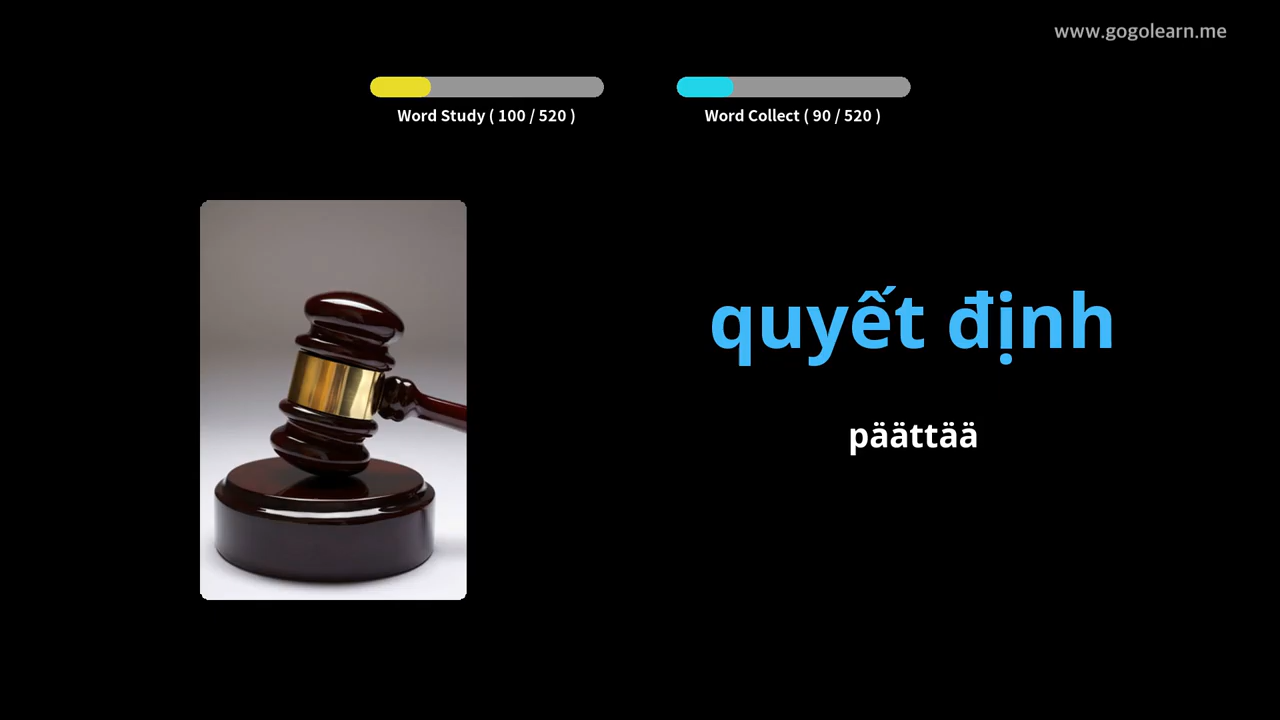 www.gogolearn.me
Word Study ( 100 / 520 )
Word Collect ( 90 / 520 )
quyết định
päättää